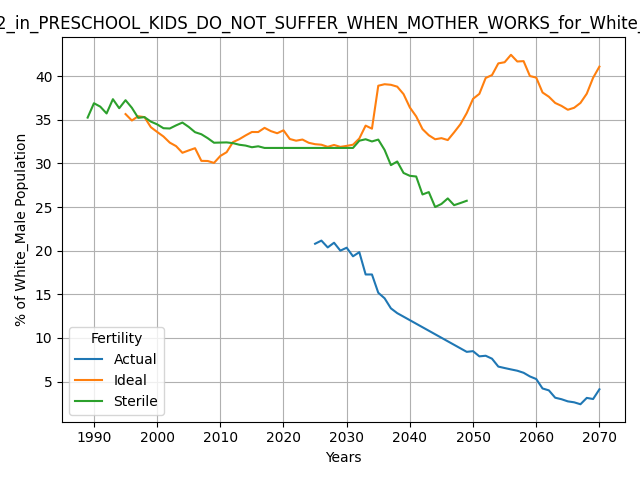 2_in_PRESCHOOL_KIDS_DO_NOT_SUFFER_WHEN_MOTHER_WORKS_for_White_
% of White_Male Population
40
35
30
25
20
15
10
5
Fertility
Actual
Ideal
Sterile
1990 2000 2010 2020 2030 2040 2050 2060 2070
Years